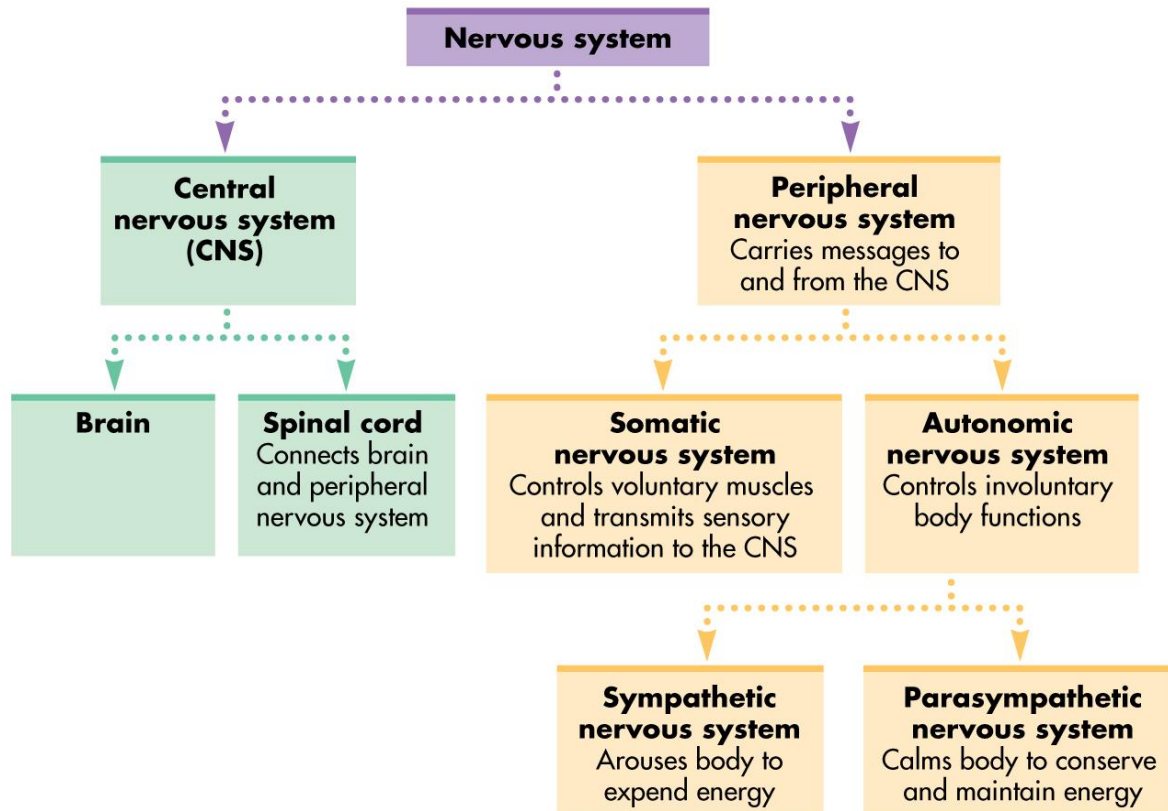 Nervous system
Central
nervous system
(CNS)
Peripheral
nervous system
Carries messages to
and from the CNS
Brain
Spinal cord
Connects brain
and peripheral
nervous system
Somatic
nervous system
Controls voluntary muscles
and transmits sensory
information to the CNS
Autonomic
nervous system
Controls involuntary
body functions
Sympathetic
nervous system
Arouses body to
expend energy
Parasympathetic
nervous system
Calms body to conserve
and maintain energy